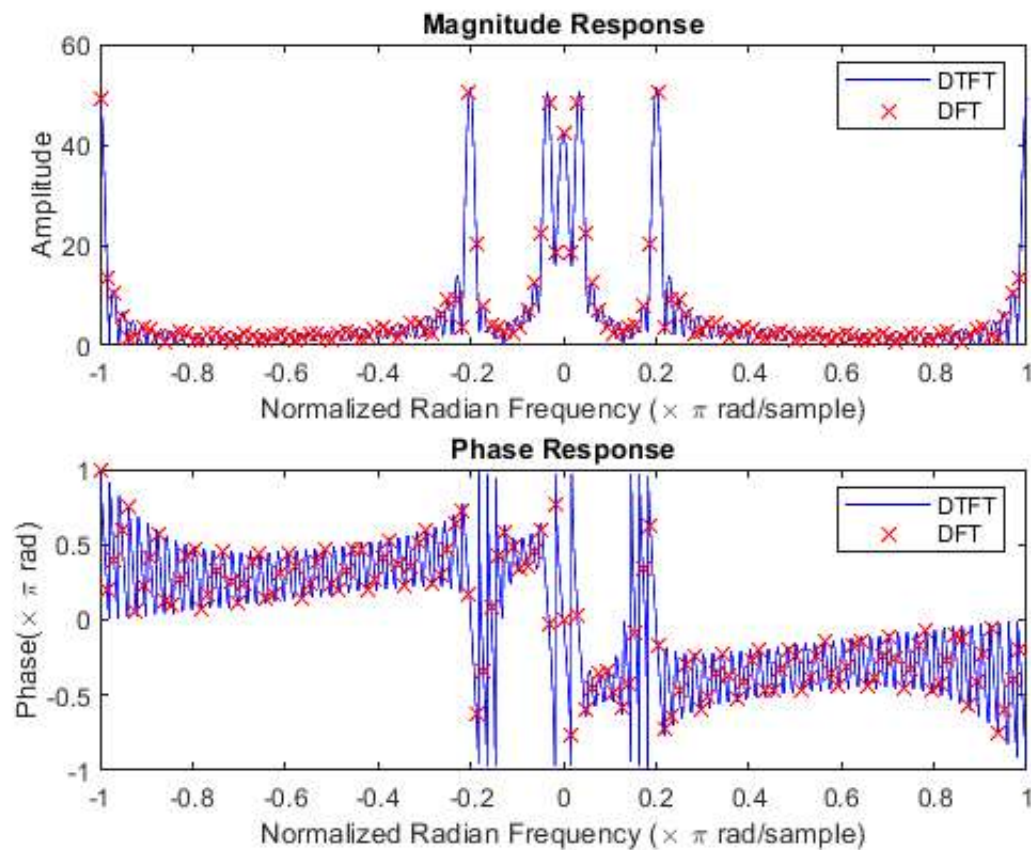 Magnitude Response
60
40
20
0
Amplitude
DTFT
DFT
-1 -0.8 -0.6 -0.4 -0.2 0 0.2 0.4 0.6 0.8 1
Normalized Radian Frequency (× π rad/sample)
Phase Response
1
0.5
0
-0.5
-1
Phase(× π rad)
DTFT
DFT
-1 -0.8 -0.6 -0.4 -0.2 0 0.2 0.4 0.6 0.8 1
Normalized Radian Frequency (× π rad/sample)